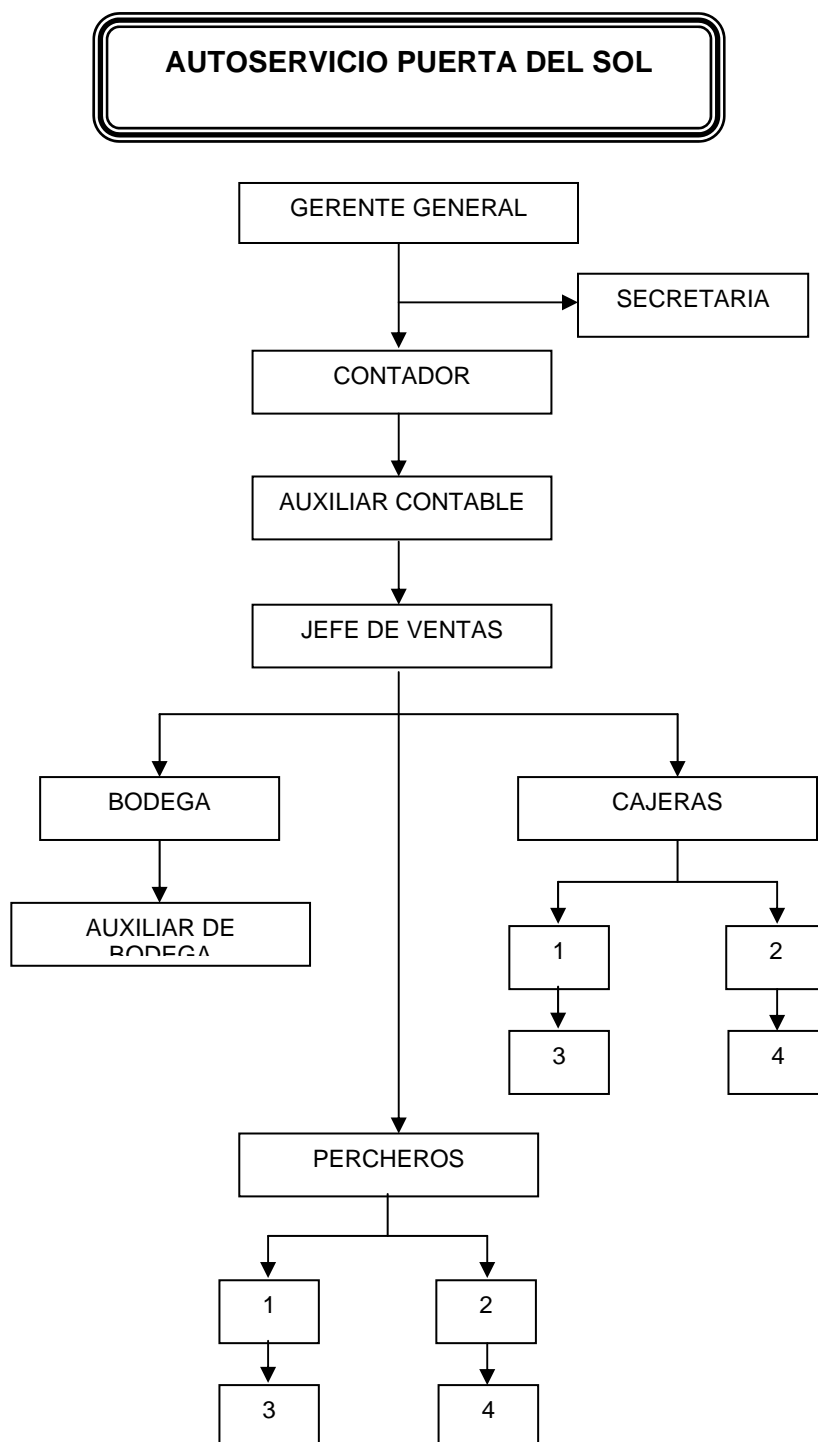 AUTOSERVICIO PUERTA DEL SOL
GERENTE GENERAL
SECRETARIA
CONTADOR
AUXILIAR CONTABLE
JEFE DE VENTAS
BODEGA
CAJERAS
AUXILIAR DE
BODEGA
1
2
3
4
PERCHEROS
1
2
3
4